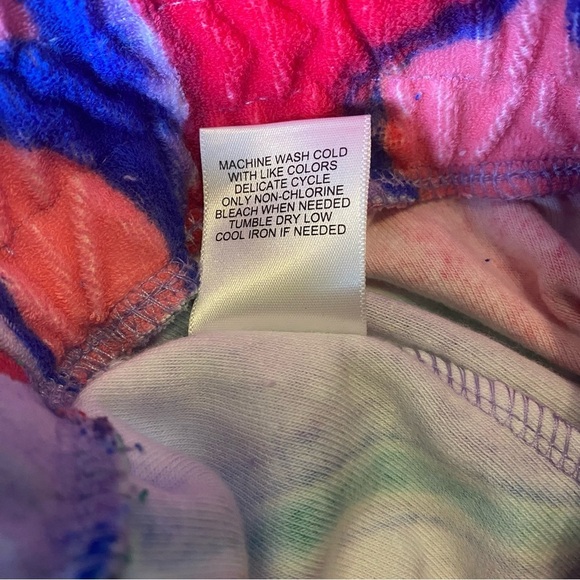 MACHINE WASH COLD
WITH LIKE COLORS
DELICATE CYCLE
ONLY NON-CHLORINE
BLEACH WHEN NEEDED
TUMBLE DRY LOW
COOL IRON IF NEEDED